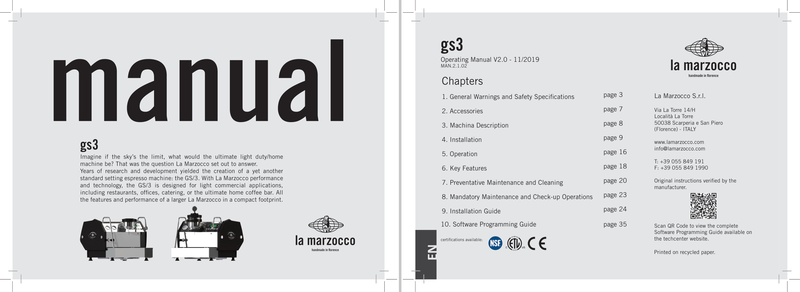 manual
gs3
Imagine if the sky's the limit, what would the ultimate light duty/home
machine be? That was the question La Marzocco set out to answer.
Years of research and development yielded the creation of a yet another
standard setting espresso machine: the GS/3. With La Marzocco performance
and technology, the GS/3 is designed for light commercial applications,
including restaurants, offices, catering, or the ultimate home coffee bar. All
the features and performance of a larger La Marzocco in a compact footprint.
la marzocco
handmade in florence
gs3
Operating Manual V2.0 - 11/2019
MAN.2.1.02
Chapters
1. General Warnings and Safety Specifications page 3
2. Accessories page 7
3. Machina Description page 8
4. Installation page 9
5. Operation page 16
6. Key Features page 18
7. Preventative Maintenance and Cleaning page 20
8. Mandatory Maintenance and Check-up Operations page 23
9. Installation Guide page 24
10. Software Programming Guide page 35
EN
certifications available:
NSF
ETL
CE
la marzocco
handmade in florence
La Marzocco S.r.l.
Via La Torre 14/H
Località La Torre
50038 Scarperia e San Piero
(Florence) - ITALY
www.lamarzocco.com
info@lamarzocco.com
T: +39 055 849 191
F: +39 055 849 1990
Original instructions verified by the
manufacturer.
Scan QR Code to view the complete
Software Programming Guide available on
the techcenter website.
Printed on recycled paper.